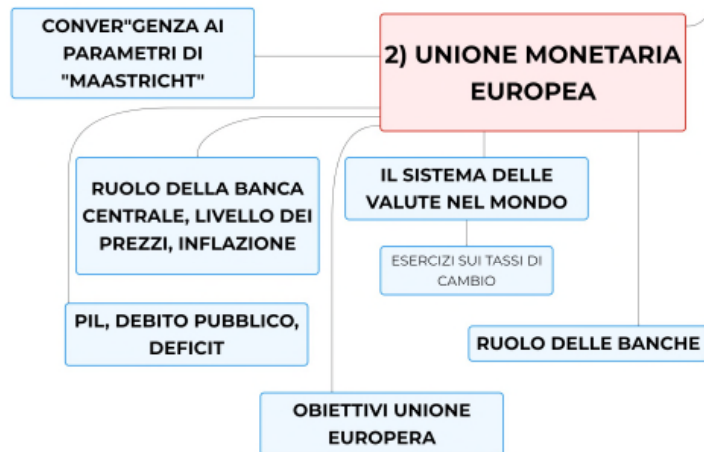 CONVER"GENZA AI
PARAMETRI DI
"MAASTRICHT"
2) UNIONE MONETARIA
EUROPEA
RUOLO DELLA BANCA
CENTRALE, LIVELLO DEI
PREZZI, INFLAZIONE
IL SISTEMA DELLE
VALUTE NEL MONDO
ESERCIZI SUI TASSI DI
CAMBIO
PIL, DEBITO PUBBLICO,
DEFICIT
RUOLO DELLE BANCHE
OBIETTIVI UNIONE
EUROPERA